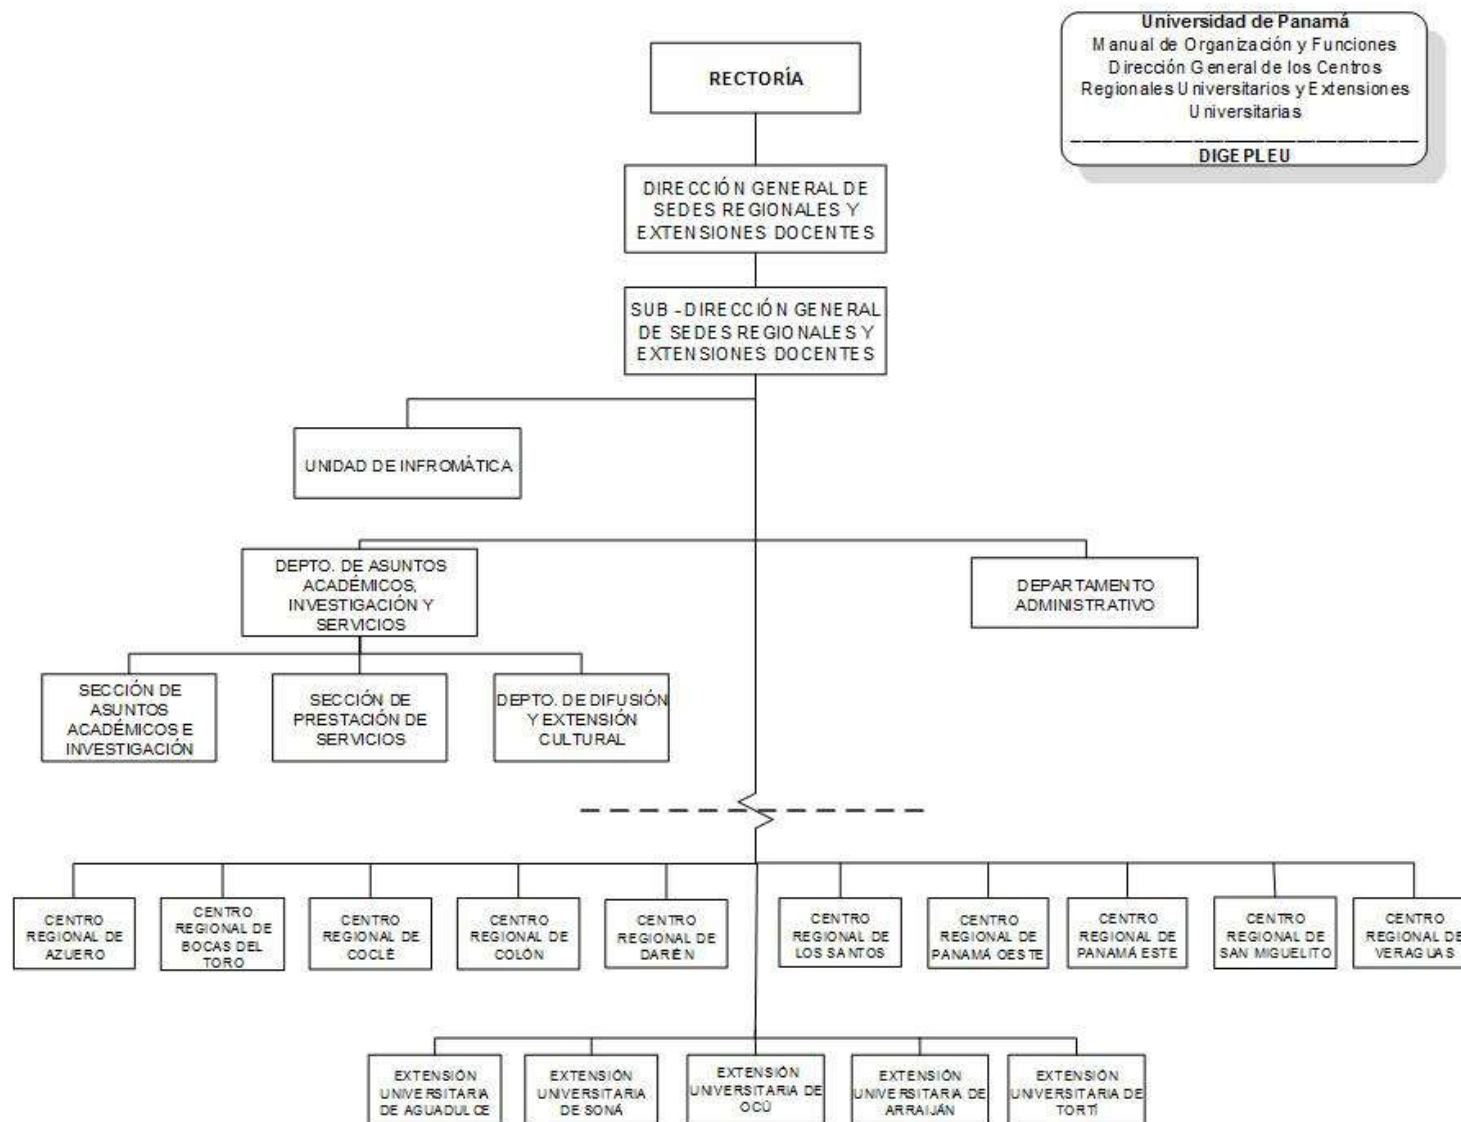 Universidad de Panamá
Manual de Organización y Funciones
Dirección General de los Centros
Regionales Universitarios y Extensiones
Universitarias
DIGEPLEU
RECTORÍA
DIRECCIÓN GENERAL DE
SEDES REGIONALES Y
EXTENSIONES DOCENTES
SUB - DIRECCIÓN GENERAL
DE SEDES REGIONALES Y
EXTENSIONES DOCENTES
UNIDAD DE INFROMÁTICA
DEPTO. DE ASUNTOS
ACADÉMICOS,
INVESTIGACIÓN Y
SERVICIOS
DEPARTAMENTO
ADMINISTRATIVO
SECCIÓN DE
ASUNTOS
ACADÉMICOS E
INVESTIGACIÓN
SECCIÓN DE
PRESTACIÓN DE
SERVICIOS
DEPTO. DE DIFUSIÓN
Y EXTENSIÓN
CULTURAL
CENTRO
REGIONAL DE
AZUERO
CENTRO
REGIONAL DE
BOCAS DEL
TORO
CENTRO
REGIONAL DE
COCLÉ
CENTRO
REGIONAL DE
COLÓN
CENTRO
REGIONAL DE
DARIÉN
CENTRO
REGIONAL DE
LOS SANTOS
CENTRO
REGIONAL DE
PANAMÁ OESTE
CENTRO
REGIONAL DE
PANAMÁ ESTE
CENTRO
REGIONAL DE
SAN MIGUELITO
CENTRO
REGIONAL DE
VERAGUAS
EXTENSIÓN
UNIVERSITARIA
DE AGUADULCE
EXTENSIÓN
UNIVERSITARIA
DE SONÁ
EXTENSIÓN
UNIVERSITARIA DE
OCÚ
EXTENSIÓN
UNIVERSITARIA DE
ARRAIJÁN
EXTENSIÓN
UNIVERSITARIA DE
TORTÍ